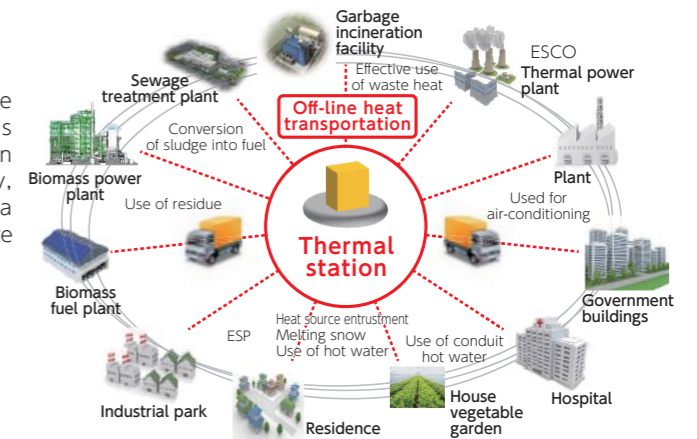 Garbage
incineration
facility
ESCO
Thermal power
plant
Effective use
of waste heat
Sewage
treatment plant
Off-line heat
transportation
Conversion
of sludge into fuel
Biomass power
plant
Plant
Use of residue
Used for
air-conditioning
Thermal
station
Biomass
fuel plant
Government
buildings
ESP
Heat source entrustment
Melting snow
Use of hot water
Use of conduit
hot water
Industrial park
Residence
House
vegetable
garden
Hospital